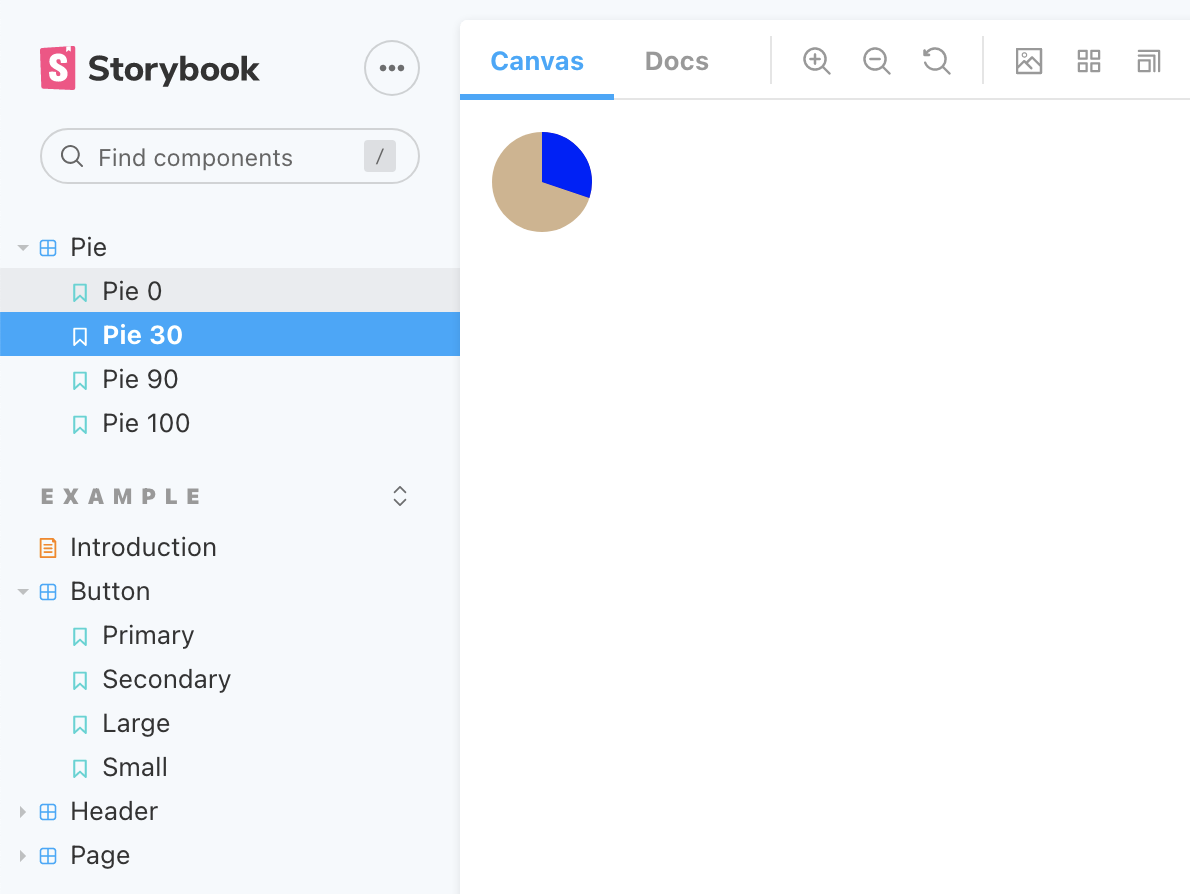 Storybook
Canvas Docs
Find components /
Pie
Pie 0
Pie 30
Pie 90
Pie 100
EXAMPLE
Introduction
Button
Primary
Secondary
Large
Small
Header
Page